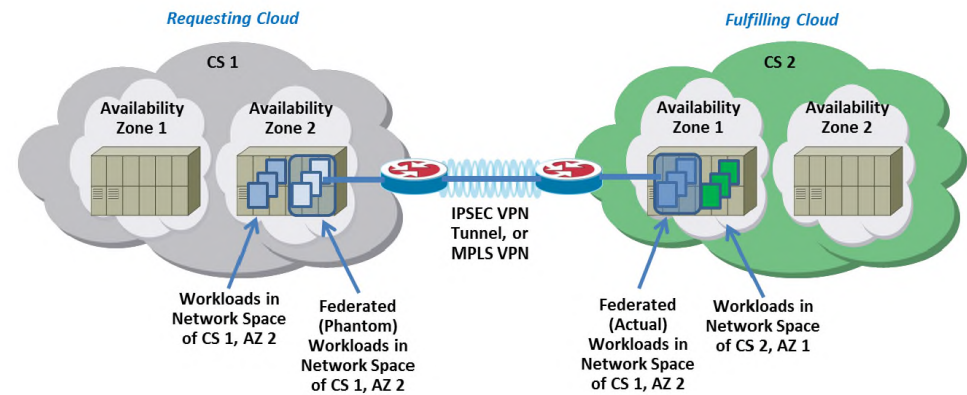 Requesting Cloud
Fulfilling Cloud
CS 1
CS 2
Availability
Zone 1
Availability
Zone 2
Availability
Zone 1
Availability
Zone 2
IPSEC VPN
Tunnel, or
MPLS VPN
Workloads in
Network Space
of CS 1, AZ 2
Federated
(Phantom)
Workloads in
Network Space
of CS 1, AZ 2
Federated
(Actual)
Workloads in
Network Space
of CS 1, AZ 2
Workloads in
Network Space
of CS 2, AZ 1